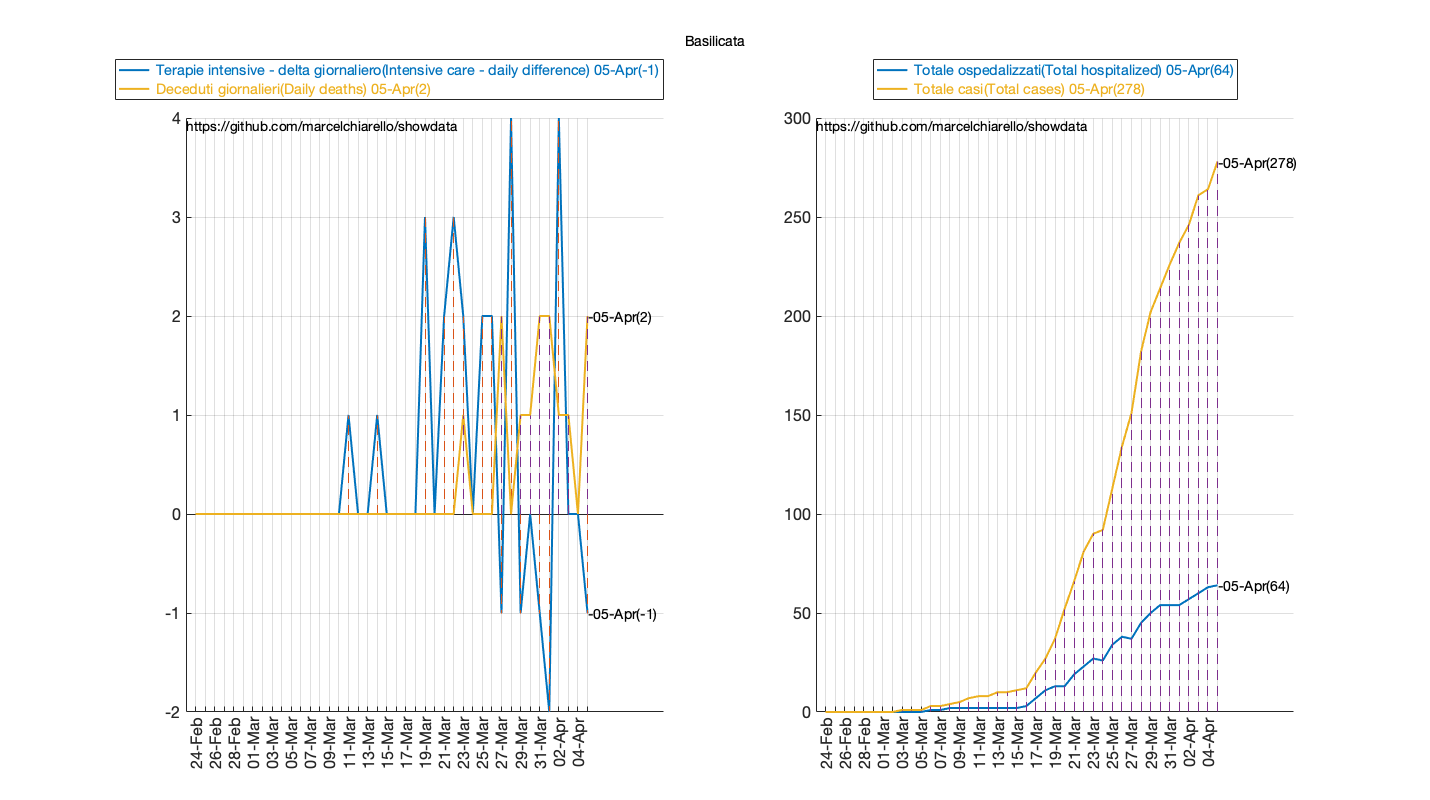 Basilicata
Terapie intensive - delta giornaliero(Intensive care - daily difference) 05-Apr(-1)
Deceduti giornalieri(Daily deaths) 05-Apr(2)
https://github.com/marcelchiarello/showdata
4
3
2
1
0
-1
-2
-05-Apr(2)
-05-Apr(-1)
24-Feb
26-Feb
28-Feb
01-Mar
03-Mar
05-Mar
07-Mar
09-Mar
11-Mar
13-Mar
15-Mar
17-Mar
19-Mar
21-Mar
23-Mar
25-Mar
27-Mar
29-Mar
31-Mar
02-Apr
04-Apr
Totale ospedalizzati(Total hospitalized) 05-Apr(64)
Totale casi(Total cases) 05-Apr(278)
https://github.com/marcelchiarello/showdata
300
250
200
150
100
50
0
-05-Apr(278)
-05-Apr(64)
24-Feb
26-Feb
28-Feb
01-Mar
03-Mar
05-Mar
07-Mar
09-Mar
11-Mar
13-Mar
15-Mar
17-Mar
19-Mar
21-Mar
23-Mar
25-Mar
27-Mar
29-Mar
31-Mar
02-Apr
04-Apr